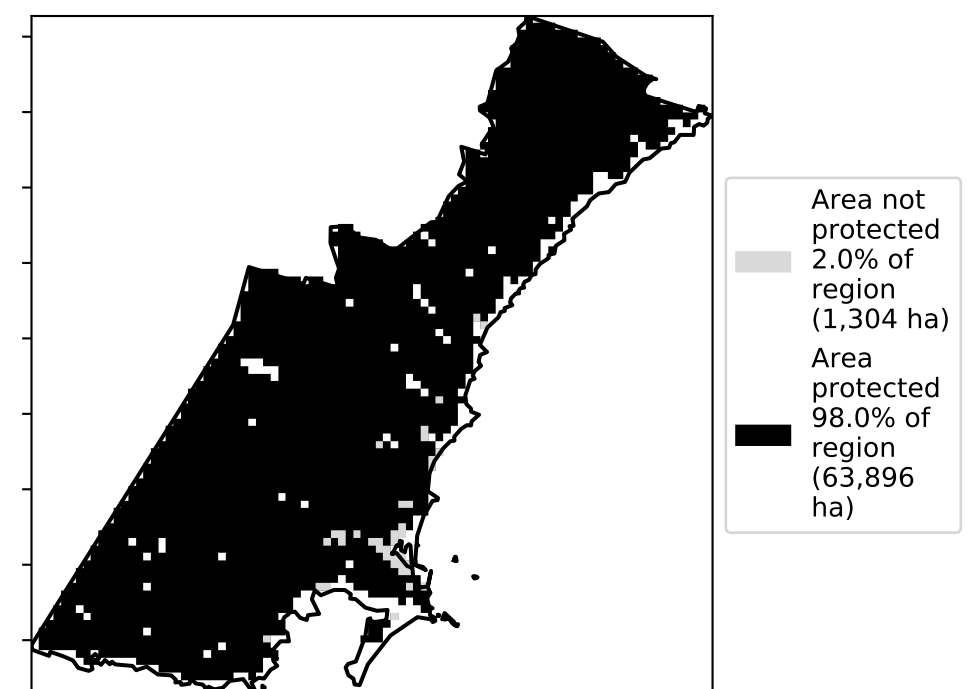 Area not
protected
2.0% of
region
(1,304 ha)
Area
protected
98.0% of
region
(63,896
ha)